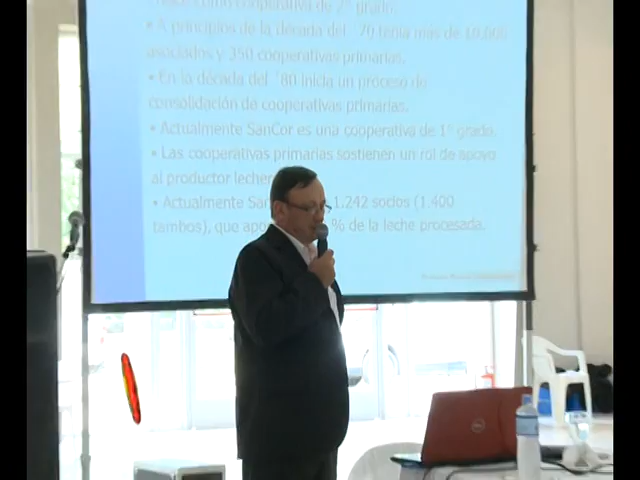 como cooperativa de 2° grado.
• A principios de la década del ´70 tenía más de 10.000
asociados y 350 cooperativas primarias.
• En la década del ´80 inicia un proceso de
consolidación de cooperativas primarias.
• Actualmente SanCor es una cooperativa de 1° grado.
• Las cooperativas primarias sostienen un rol de apoyo
al productor lechero
• Actualmente San 1.242 socios (1.400
tambos), que apo % de la leche procesada.
DELL